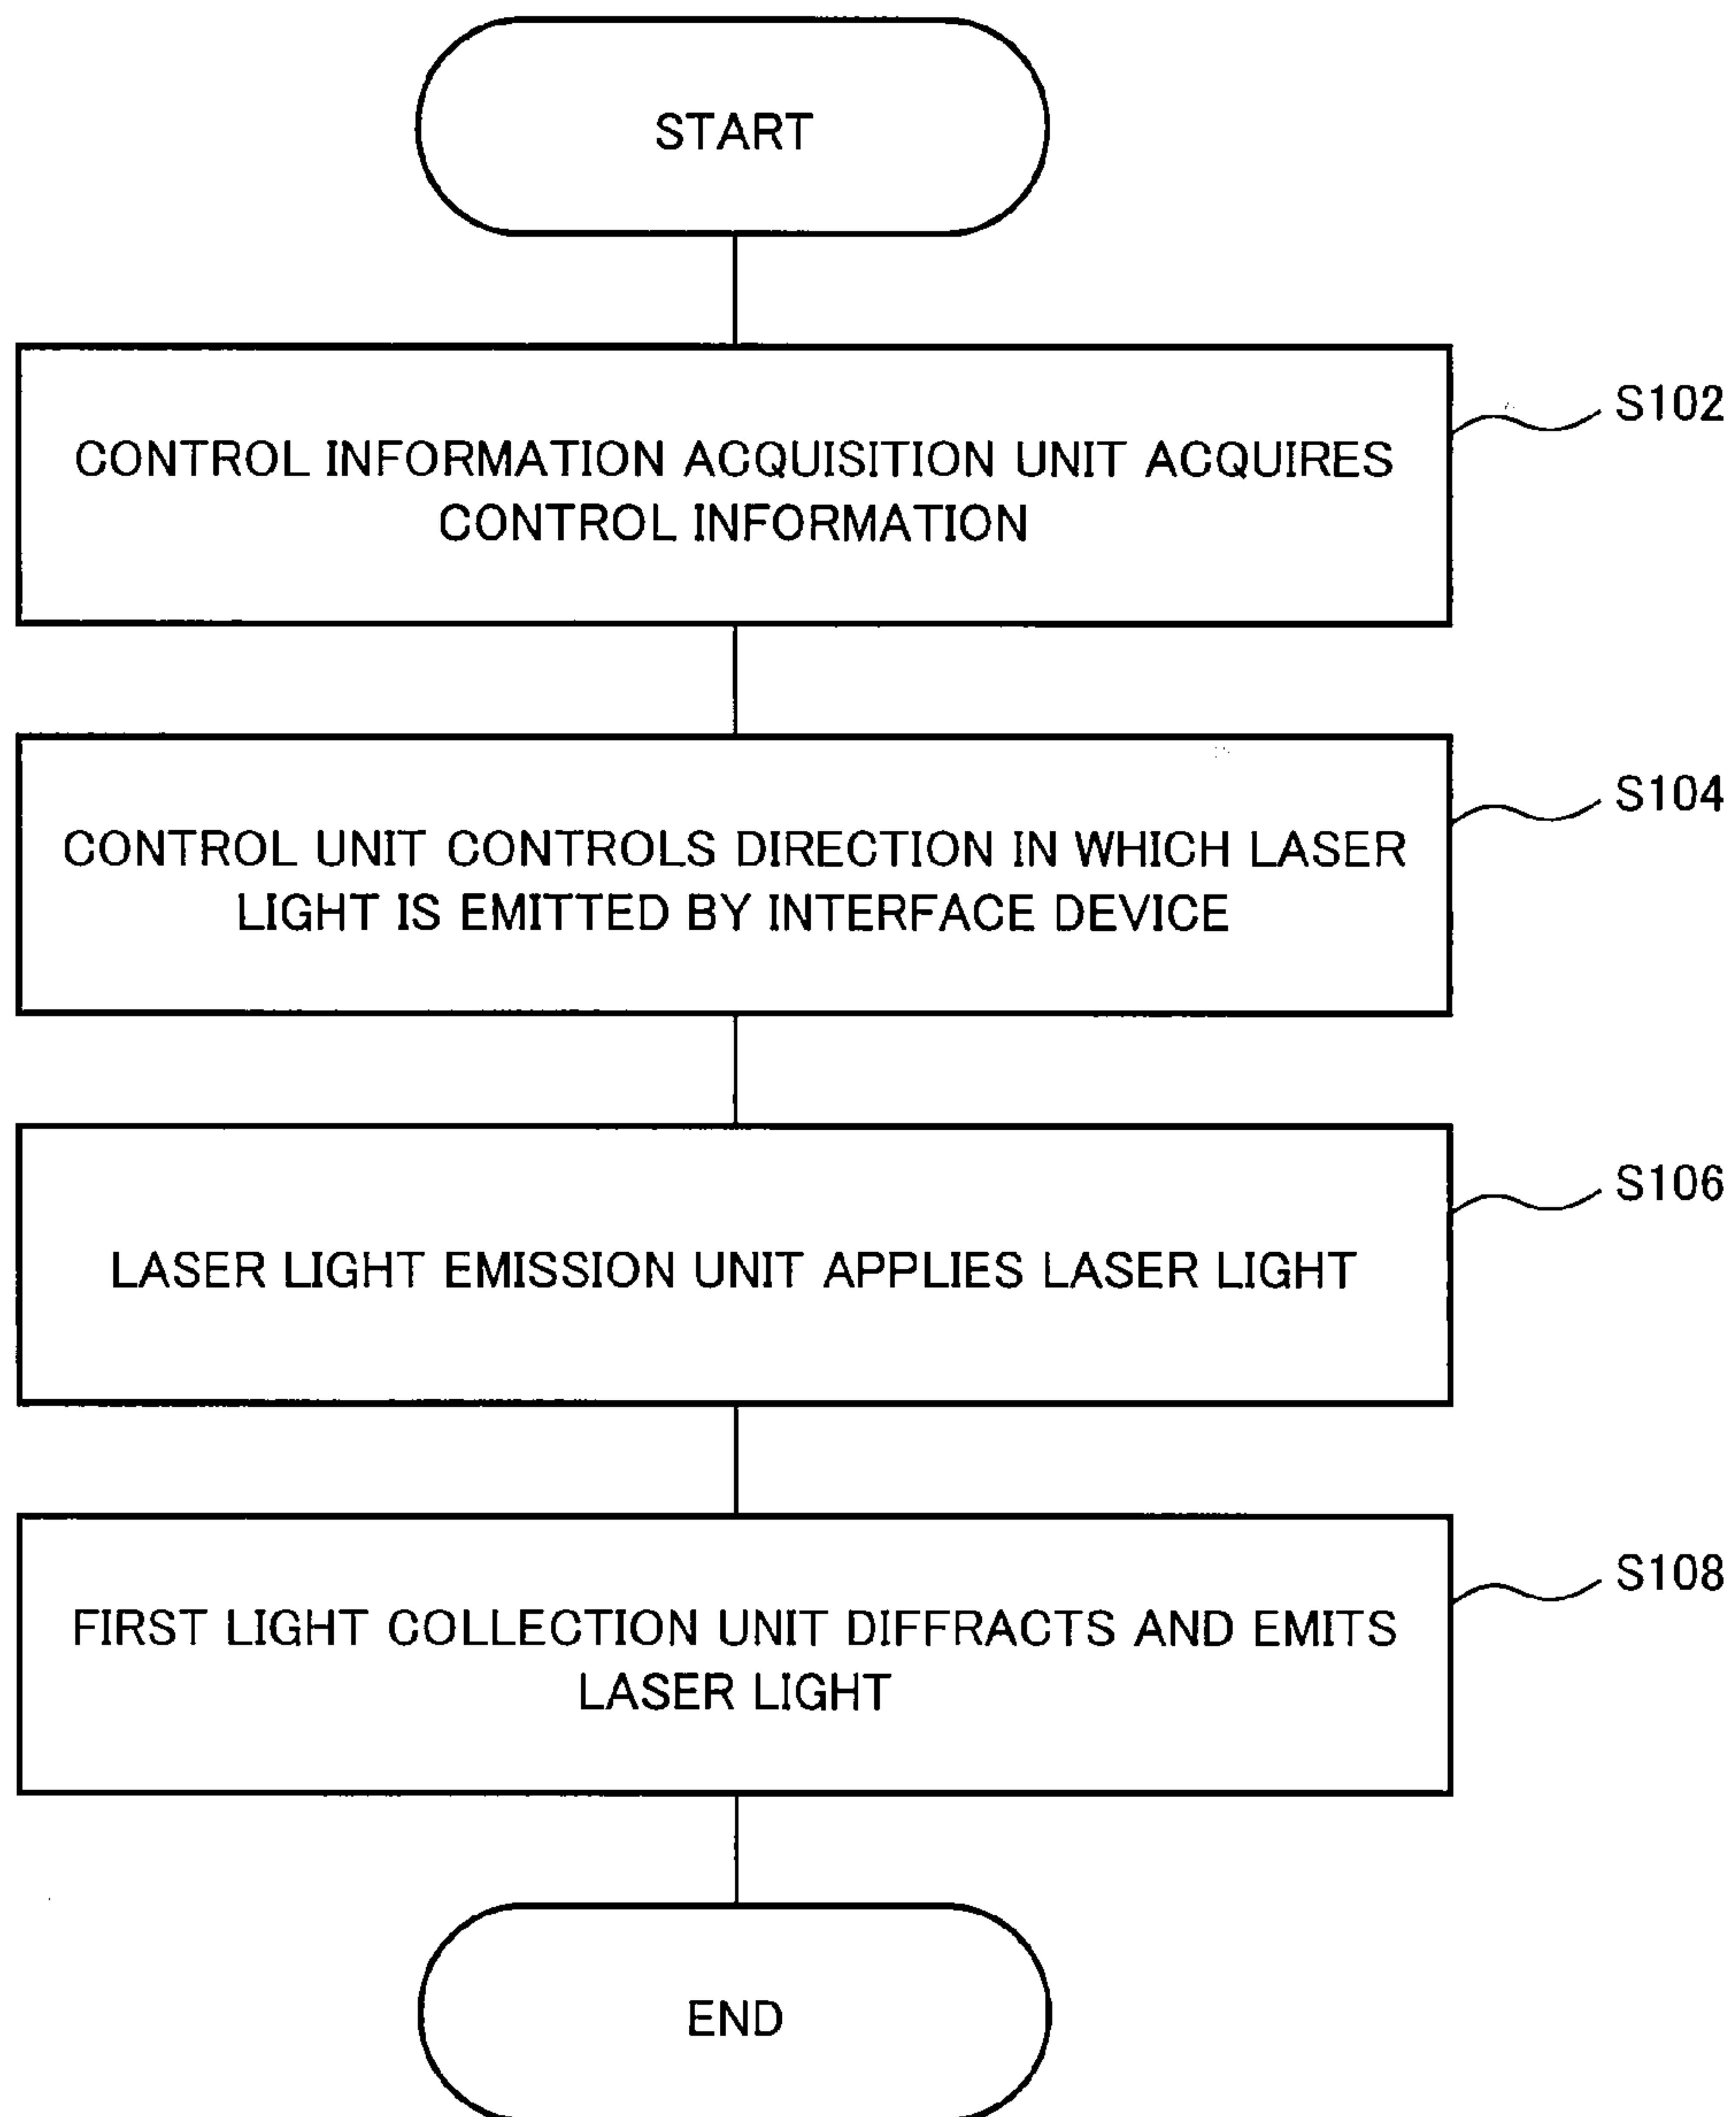 START
S102
CONTROL INFORMATION ACQUISITION UNIT ACQUIRES
CONTROL INFORMATION
S104
CONTROL UNIT CONTROLS DIRECTION IN WHICH LASER
LIGHT IS EMITTED BY INTERFACE DEVICE
S106
LASER LIGHT EMISSION UNIT APPLIES LASER LIGHT
S108
FIRST LIGHT COLLECTION UNIT DIFFRACTS AND EMITS
LASER LIGHT
END